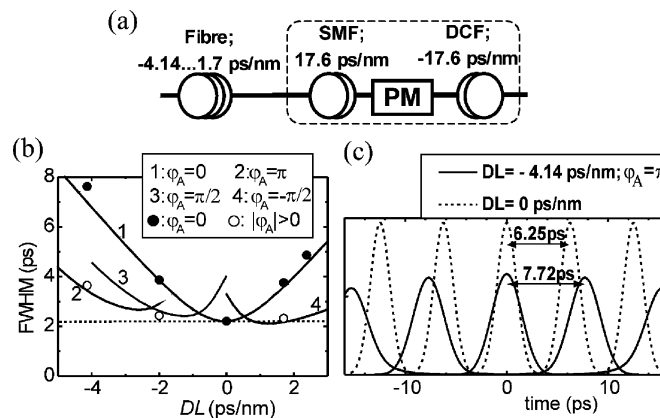 (a)
Fibre;
-4.14...1.7 ps/nm
SMF;
17.6 ps/nm
DCF;
-17.6 ps/nm
PM
(b)
1:φA=0 2:φA=π
3:φA=π/2 4:φA=-π/2
●:φA=0 ○: |φA|>0
8
6
4
2
0
FWHM (ps)
1
2
3
4
-4 -2 0 2
DL (ps/nm)
(c)
DL= - 4.14 ps/nm; φA=π
DL= 0 ps/nm
6.25ps
7.72ps
-10 0 10
time (ps)